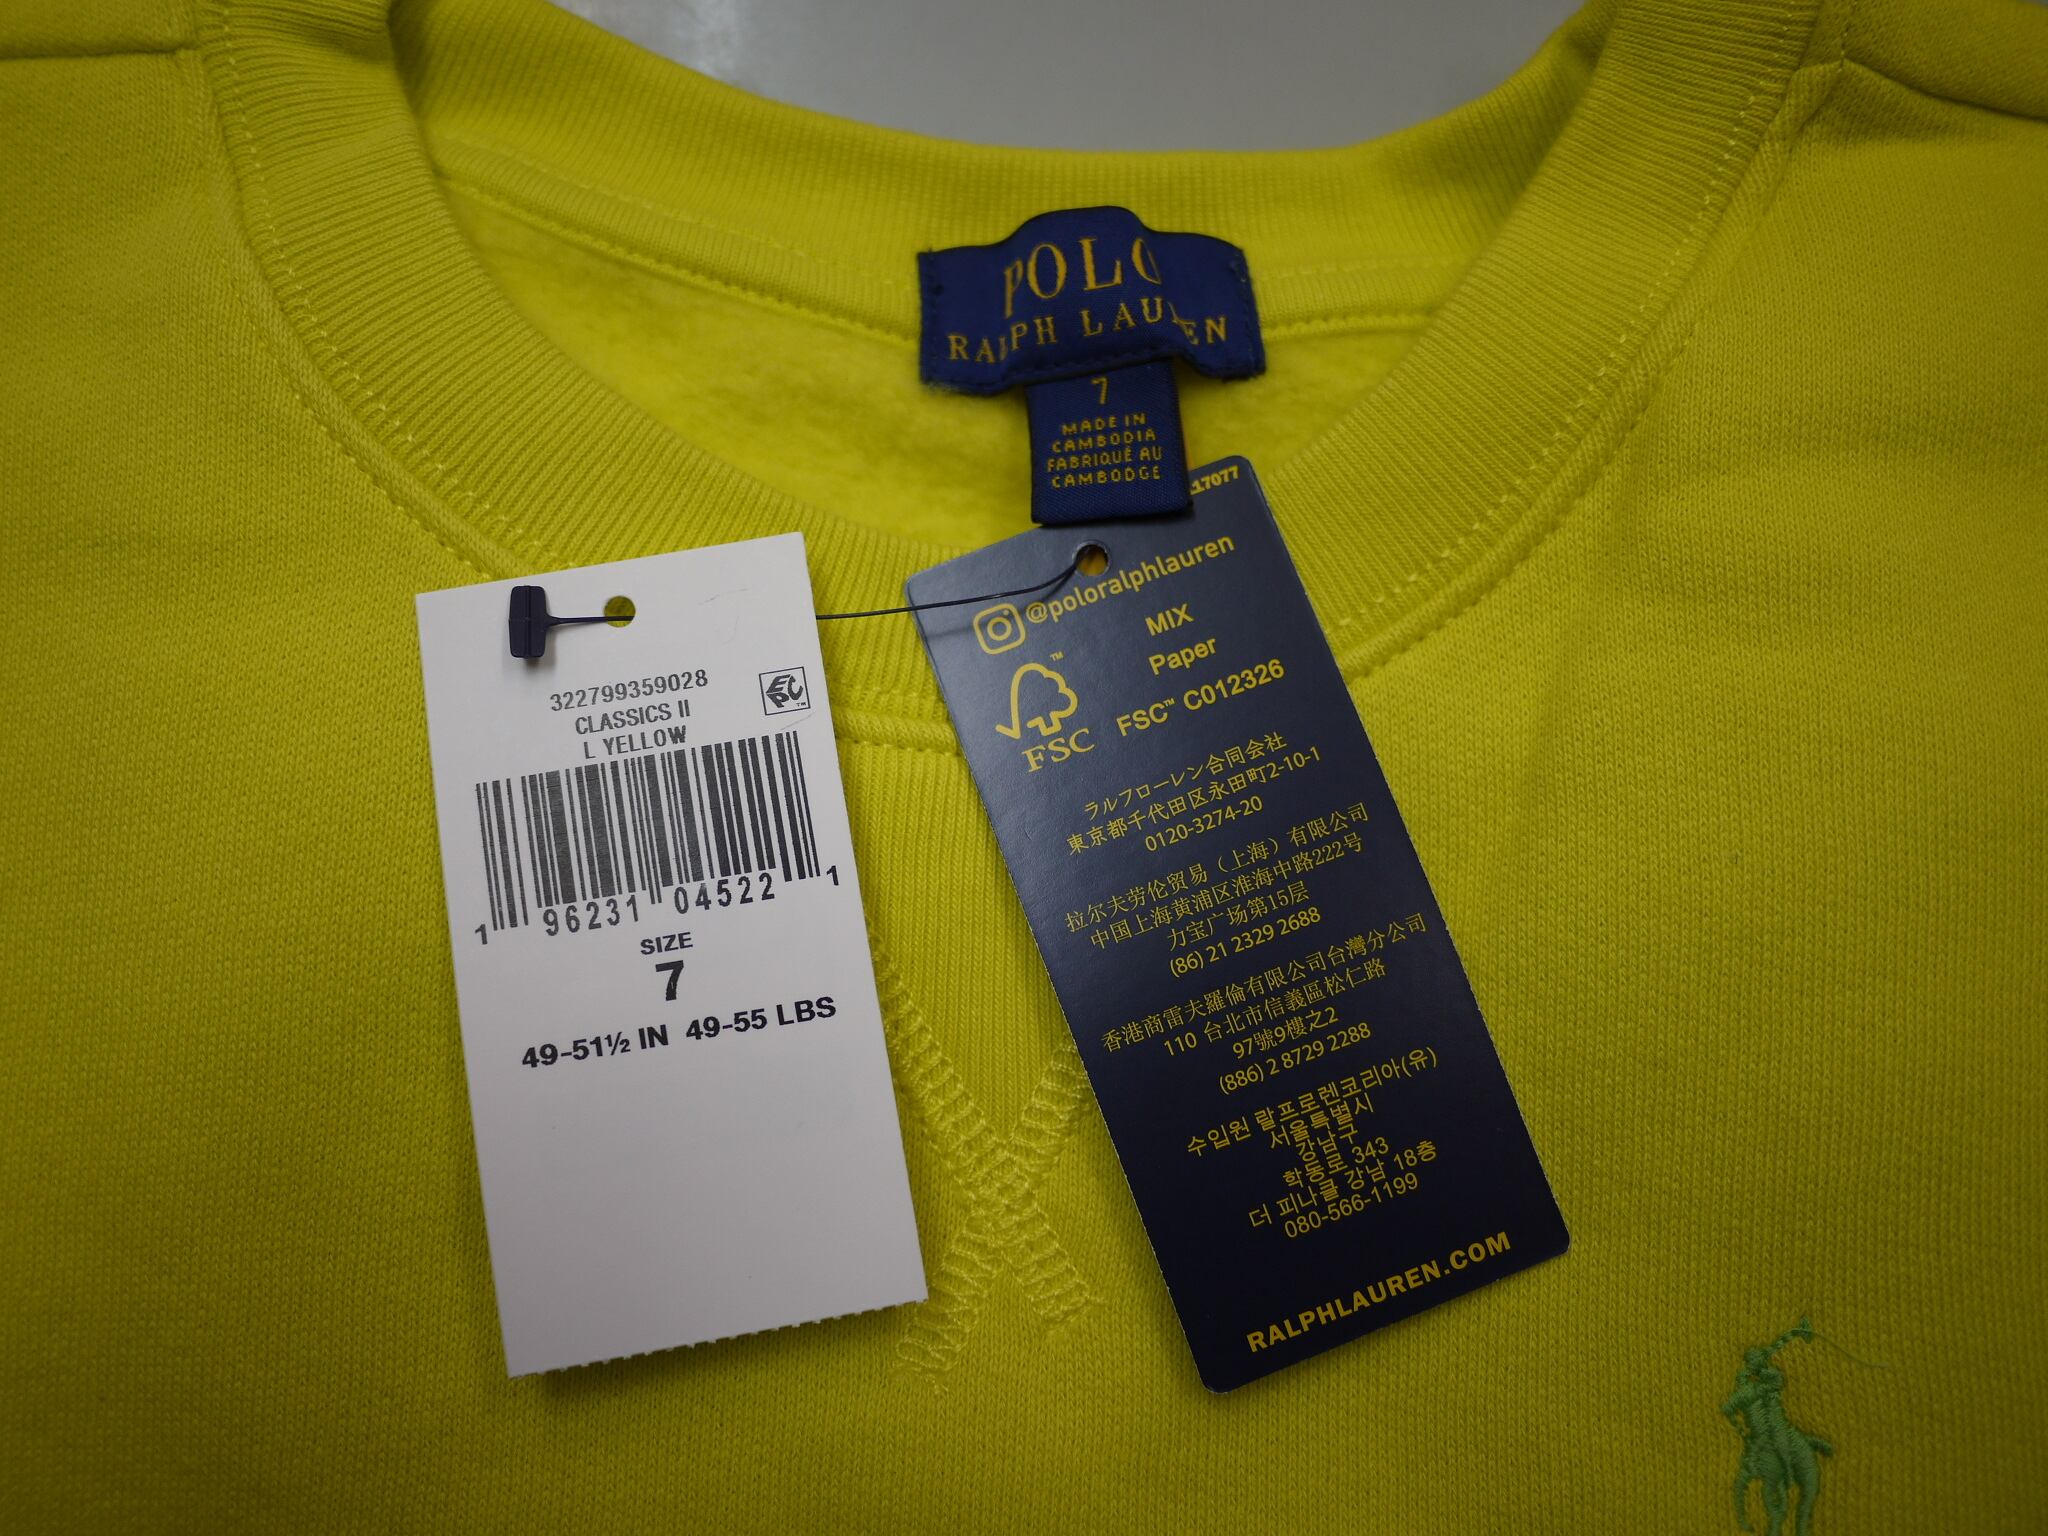 POLO
RALPH LAUREN
7
MADE IN
CAMBODIA
FABRIQUÉ AU
CAMBODGE
322799359028
CLASSICS II
L YELLOW
EPC
TM
1 96231 04522 1
SIZE
7
49-51½ IN 49-55 LBS
17077
@poloralphlauren
MIX
Paper
FSC™ C012326
™
FSC
ラルフローレン合同会社
東京都千代田区永田町2-10-1
0120-3274-20
拉尔夫劳伦贸易（上海）有限公司
中国上海黄浦区淮海中路222号
力宝广场第15层
(86) 21 2329 2688
香港商雷夫羅倫有限公司台灣分公司
110 台北市信義區松仁路
97號9樓之2
(886) 2 8729 2288
수입원 랄프로렌코리아(유)
서울특별시
강남구
학동로 343
더 피나클 강남 18층
080-566-1199
RALPHLAUREN.COM